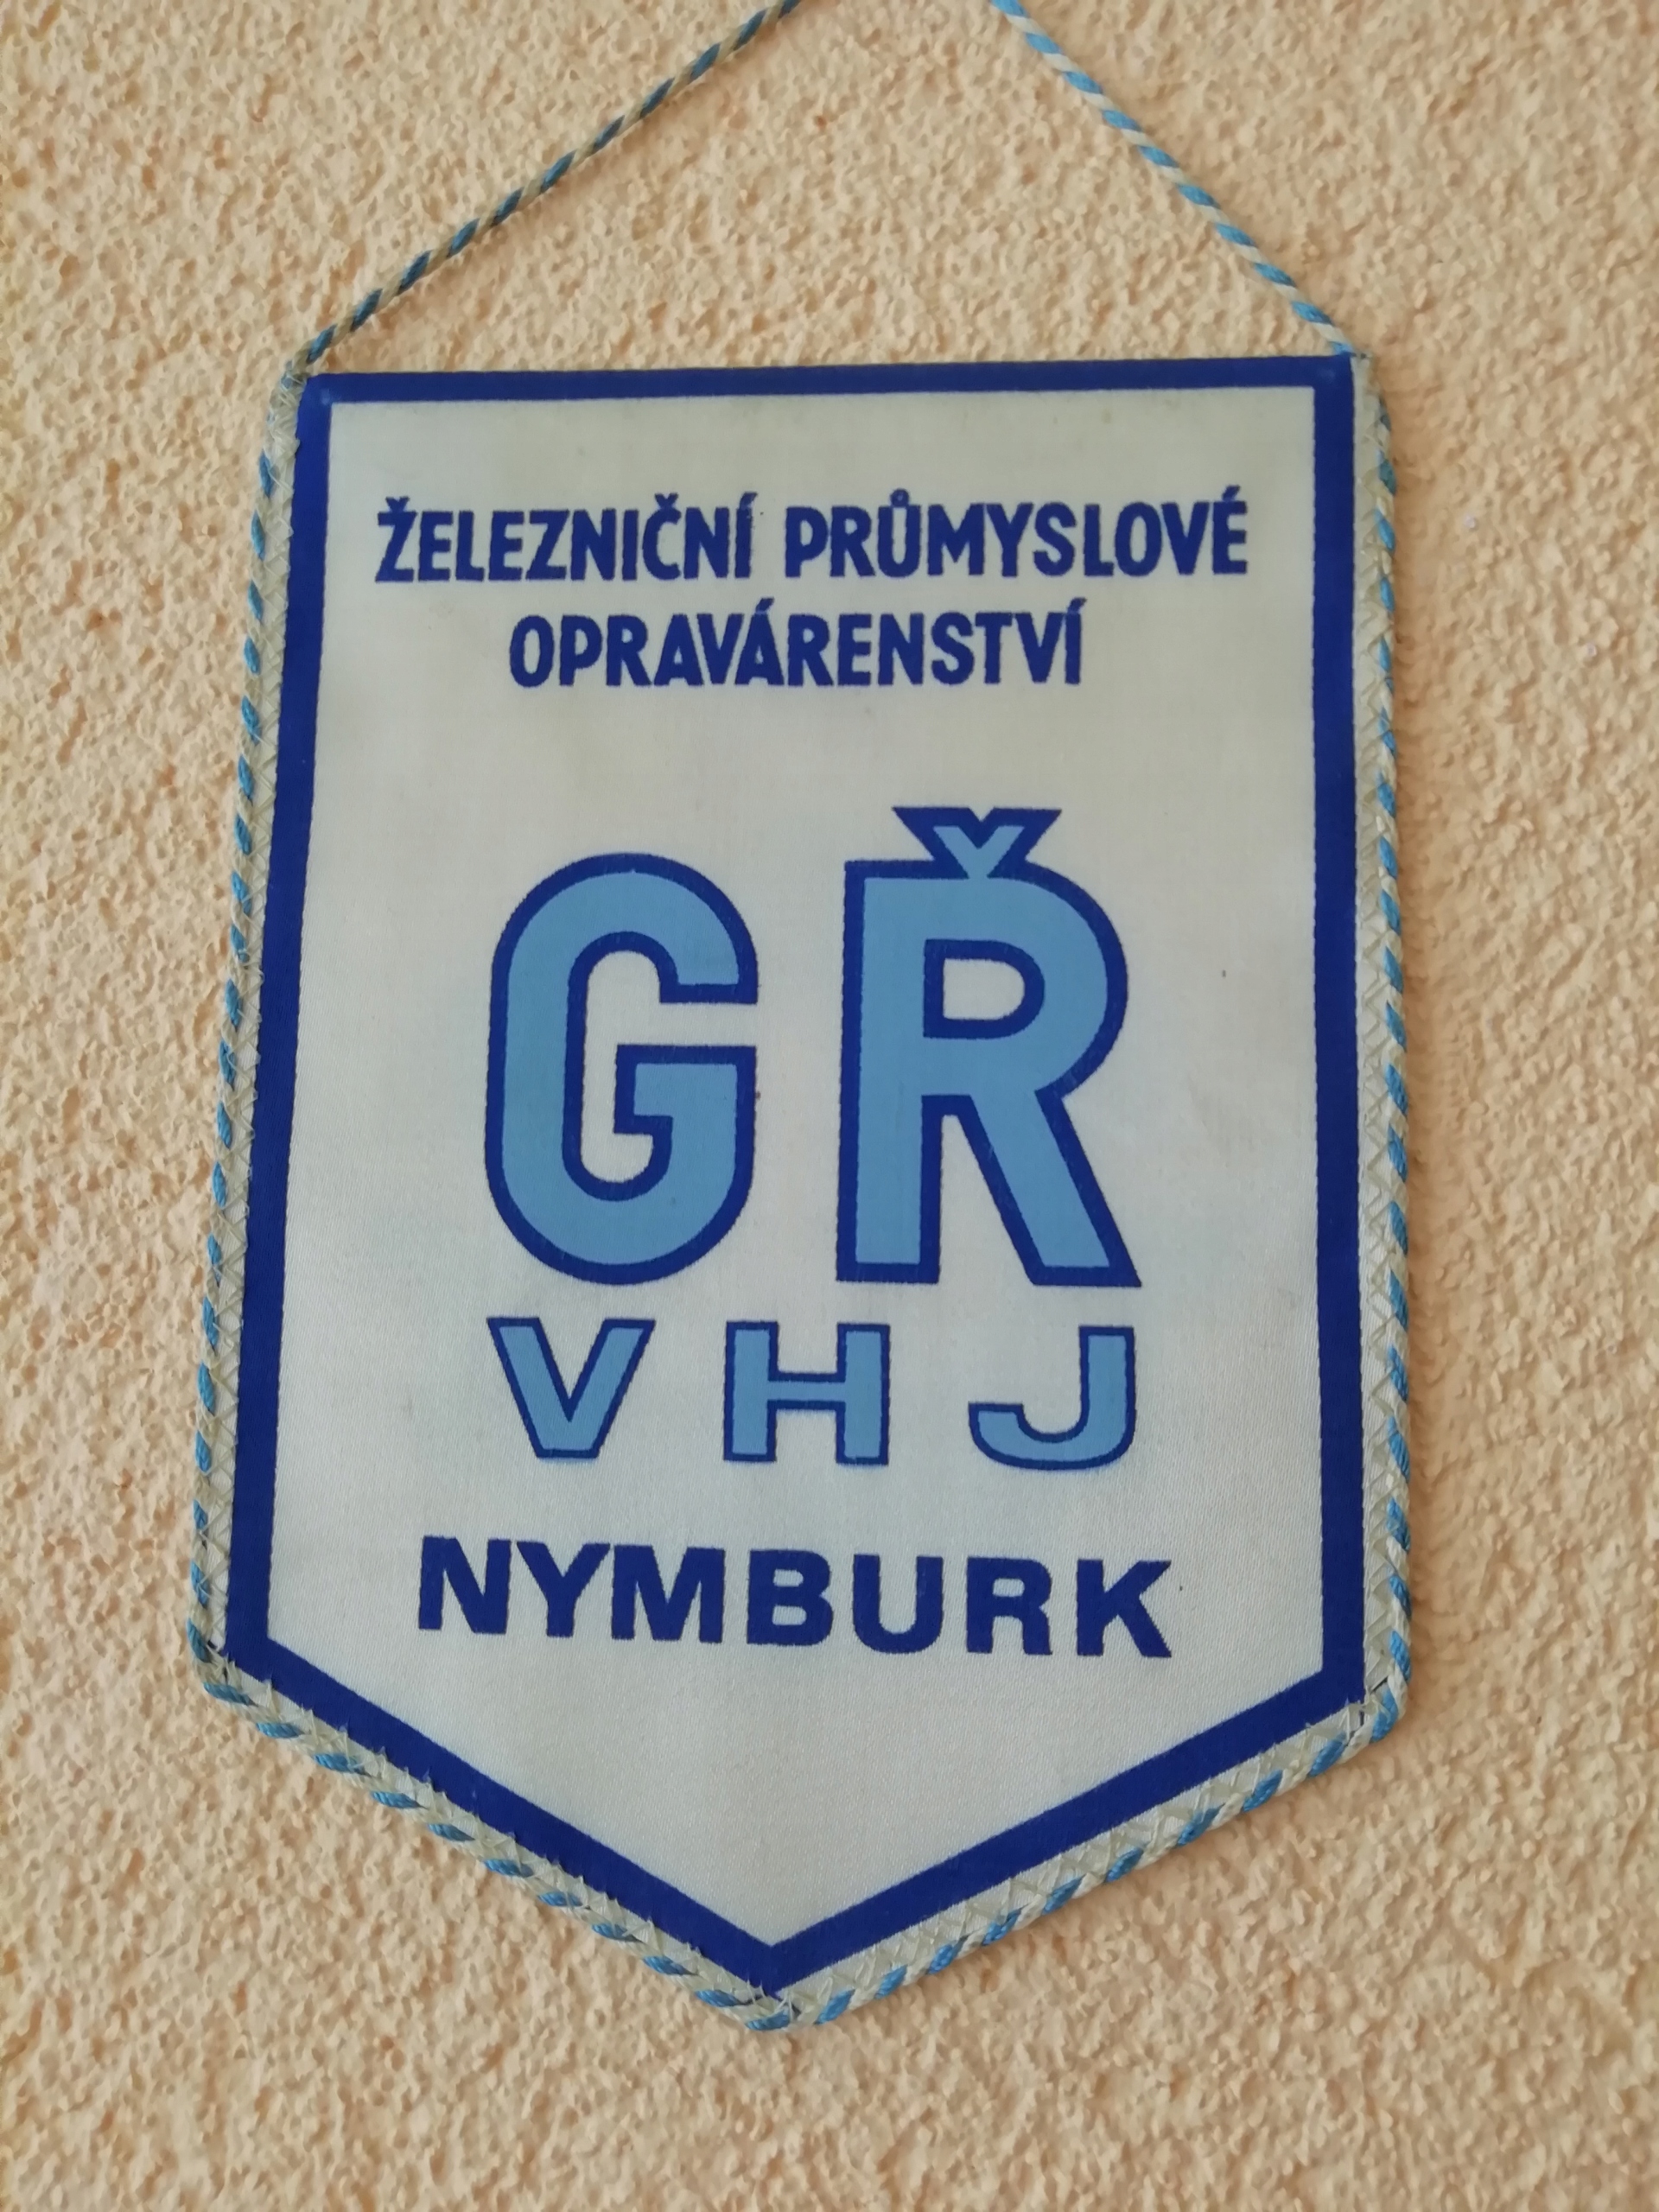 ŽELEZNIČNÍ PRŮMYSLOVÉ
OPRAVÁRENSTVÍ
GŘ
VHJ
NYMBURK